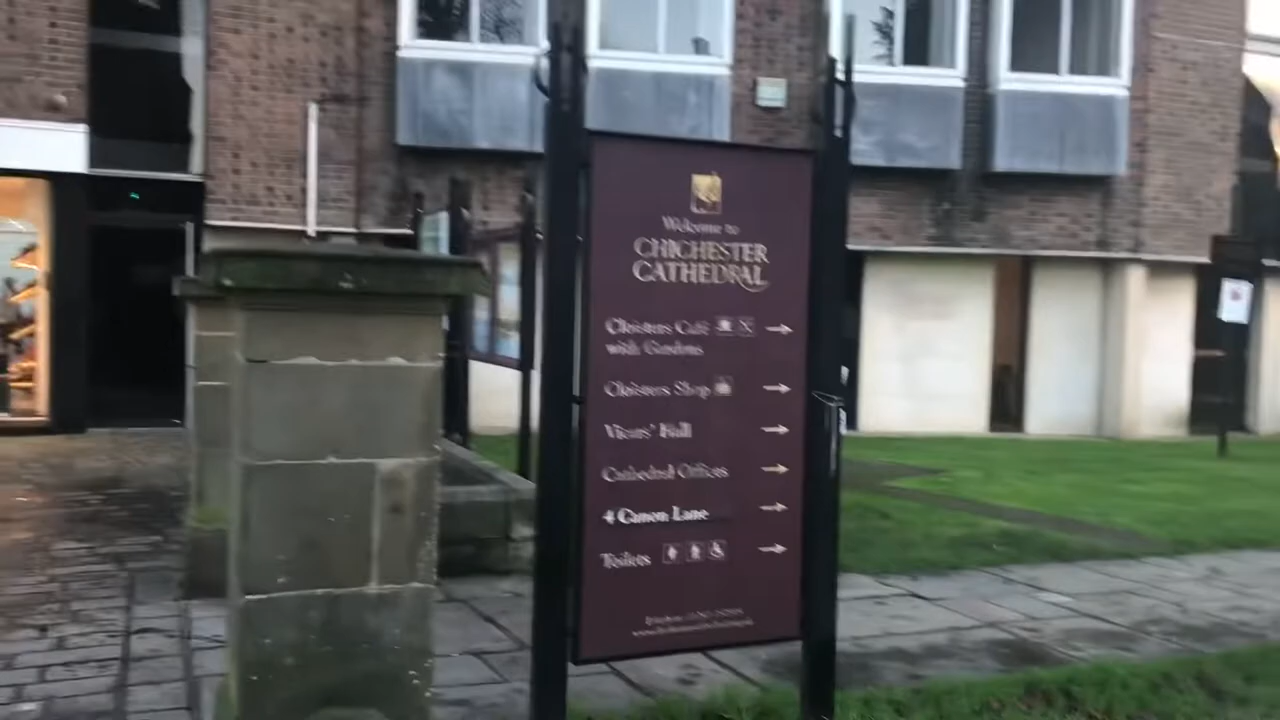 Welcome to
CHICHESTER
CATHEDRAL
Cloisters Café
with Gardens
Cloisters Shop
Vicars' Hall
Cathedral Offices
4 Canon Lane
Toilets